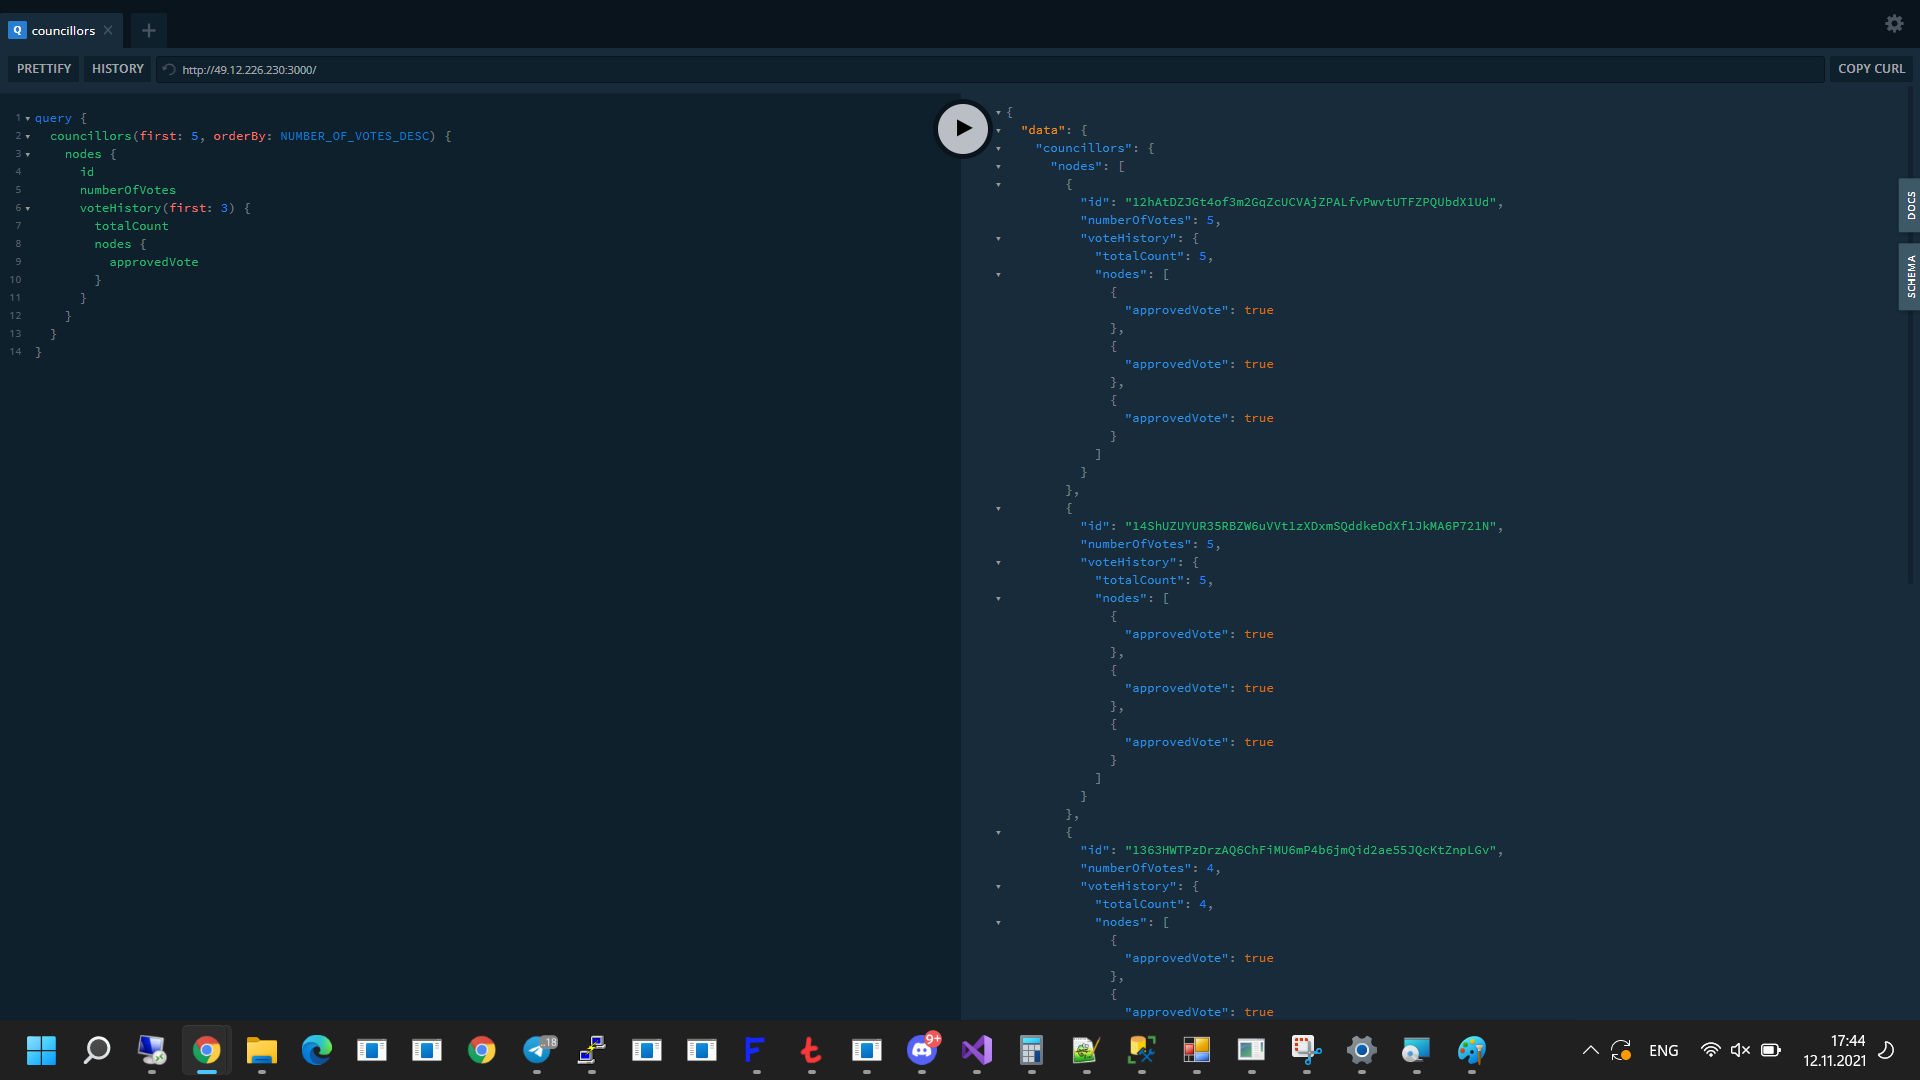 councillors
PRETTIFY
HISTORY
http://49.12.226.230:3000/
COPY CURL
1 query {
2 councillors(first: 5, orderBy: NUMBER_OF_VOTES_DESC) {
3 nodes {
4 id
5 numberOfVotes
6 voteHistory(first: 3) {
7 totalCount
8 nodes {
9 approvedVote
10 }
11 }
12 }
13 }
14 }
{
"data": {
"councillors": {
"nodes": [
{
"id": "12hAtDZJGt4of3m2GqZcUCVAjZPALfvPwvtUTFZPQUbdX1Ud",
"numberOfVotes": 5,
"voteHistory": {
"totalCount": 5,
"nodes": [
{
"approvedVote": true
},
{
"approvedVote": true
},
{
"approvedVote": true
}
]
}
},
{
"id": "14ShUZUYUR35RBZW6uVVt1zXDxmSQddkeDdXf1JkMA6P721N",
"numberOfVotes": 5,
"voteHistory": {
"totalCount": 5,
"nodes": [
{
"approvedVote": true
},
{
"approvedVote": true
},
{
"approvedVote": true
}
]
}
},
{
"id": "1363HWTPzDrzAQ6ChFiMU6mP4b6jmQid2ae55JQcKtZnpLGv",
"numberOfVotes": 4,
"voteHistory": {
"totalCount": 4,
"nodes": [
{
"approvedVote": true
},
{
"approvedVote": true
DOCS
SCHEMA
..18
9+
ENG
17:44
12.11.2021